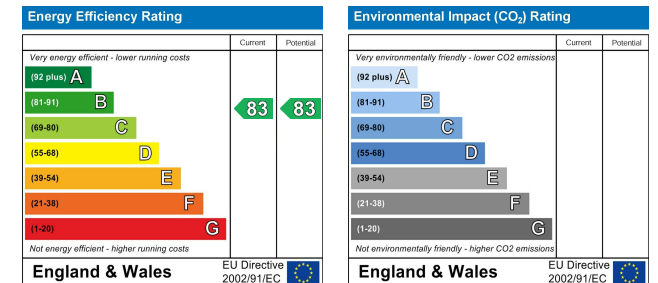 Energy Efficiency Rating
Current Potential
Very energy efficient - lower running costs
(92 plus) A
(81-91) B
83 83
(69-80) C
(55-68) D
(39-54) E
(21-38) F
(1-20) G
Not energy efficient - higher running costs
England & Wales
EU Directive
2002/91/EC
Environmental Impact (CO2) Rating
Current Potential
Very environmentally friendly - lower CO2 emissions
(92 plus) A
(81-91) B
(69-80) C
(55-68) D
(39-54) E
(21-38) F
(1-20) G
Not environmentally friendly - higher CO2 emissions
England & Wales
EU Directive
2002/91/EC